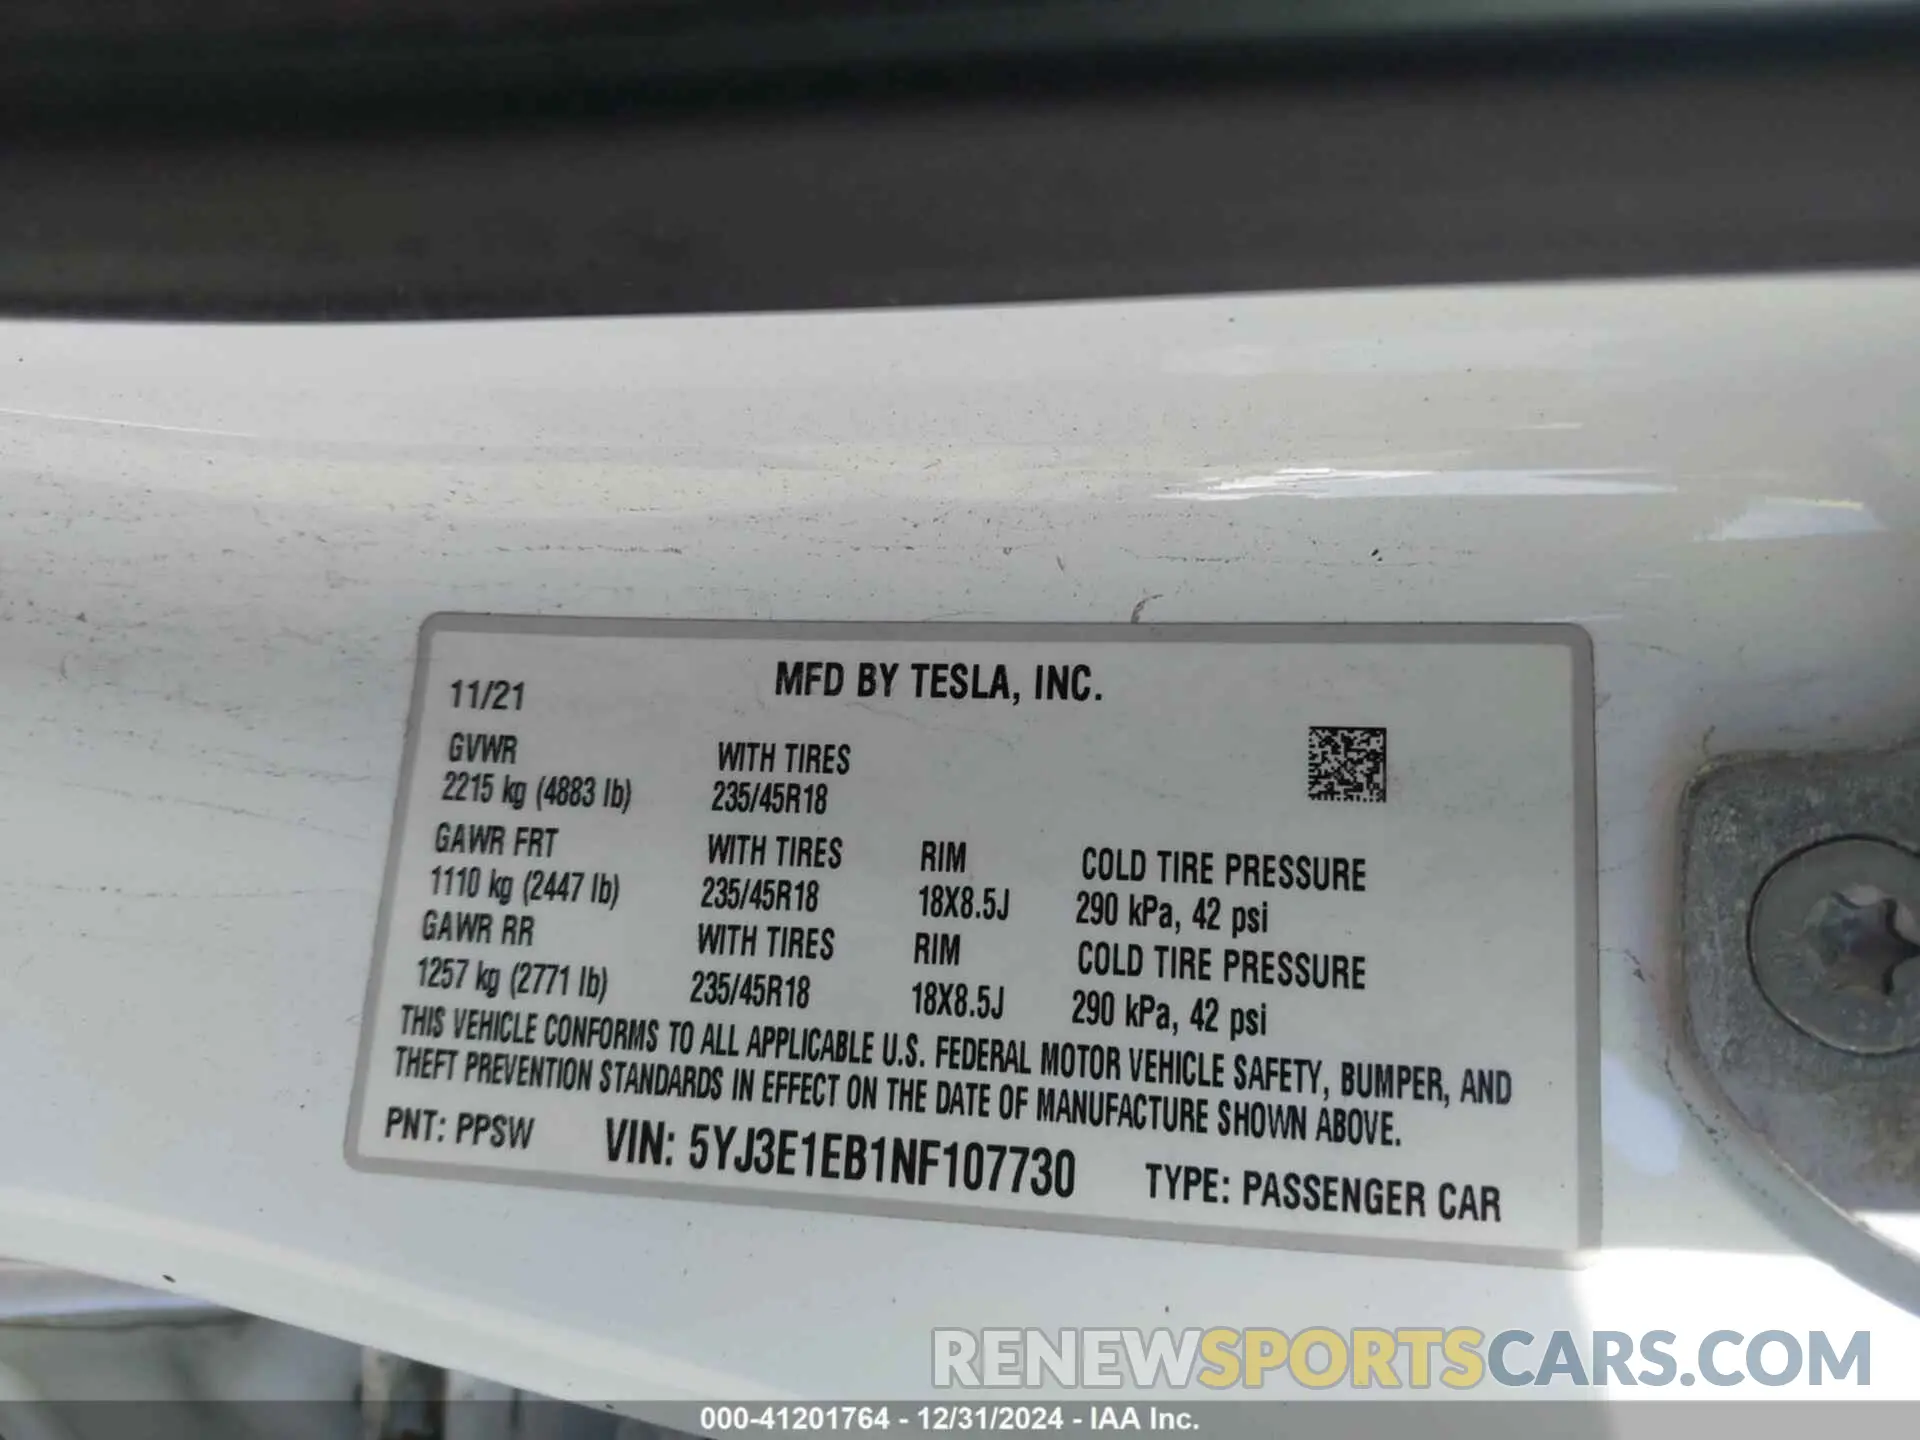 MFD BY TESLA, INC.
11/21
GVWR WITH TIRES
2215 kg (4883 lb) 235/45R18
GAWR FRT WITH TIRES RIM COLD TIRE PRESSURE
1110 kg (2447 lb) 235/45R18 18X8.5J 290 kPa, 42 psi
GAWR RR WITH TIRES RIM COLD TIRE PRESSURE
1257 kg (2771 lb) 235/45R18 18X8.5J 290 kPa, 42 psi
THIS VEHICLE CONFORMS TO ALL APPLICABLE U.S. FEDERAL MOTOR VEHICLE SAFETY, BUMPER, AND
THEFT PREVENTION STANDARDS IN EFFECT ON THE DATE OF MANUFACTURE SHOWN ABOVE.
PNT: PPSW VIN: 5YJ3E1EB1NF107730 TYPE: PASSENGER CAR
RENEWSPORTSCARS.COM
000-41201764 - 12/31/2024 - IAA Inc.